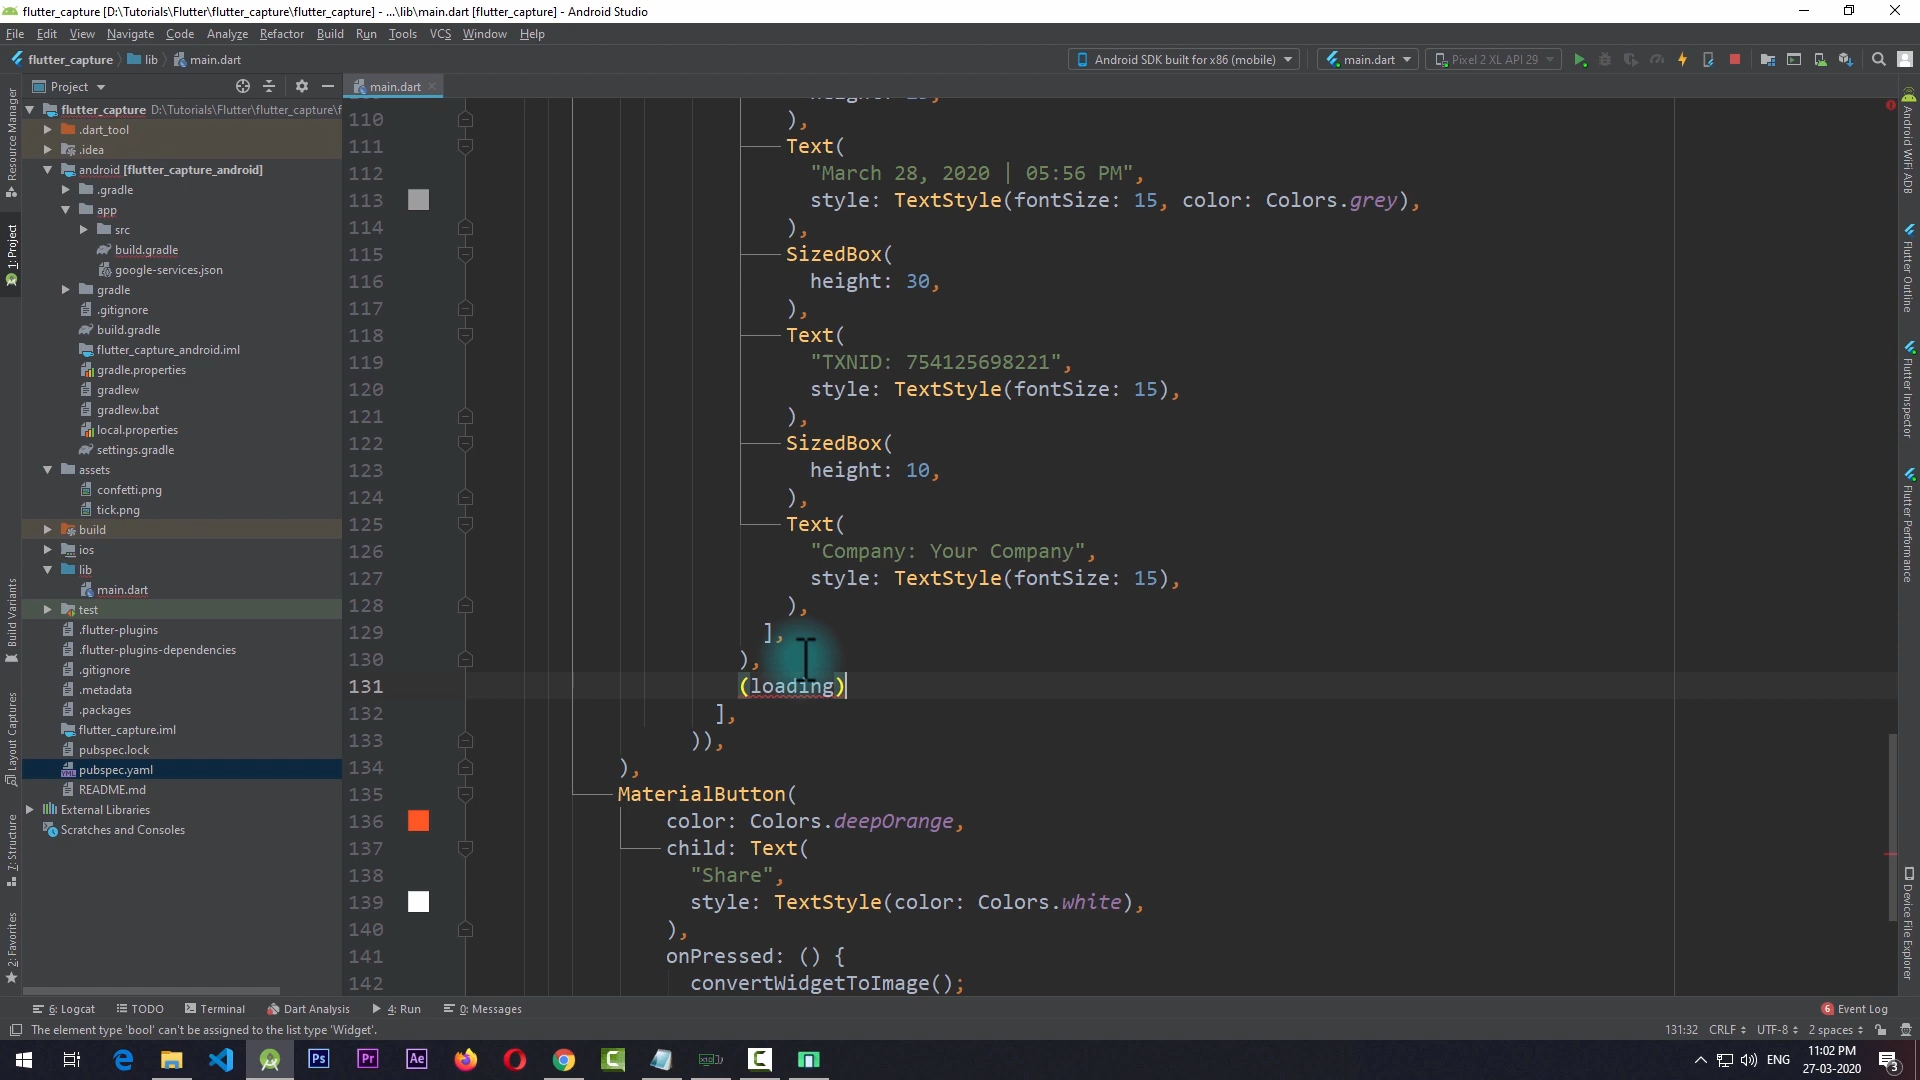 flutter_capture [D:\Tutorials\Flutter\flutter_capture\flutter_capture] - ...\lib\main.dart [flutter_capture] - Android Studio
File Edit View Navigate Code Analyze Refactor Build Run Tools VCS Window Help
flutter_capture lib main.dart
Android SDK built for x86 (mobile) main.dart Pixel 2 XL API 29
Project
main.dart
flutter_capture D:\Tutorials\Flutter\flutter_capture\f
.dart_tool
.idea
android [flutter_capture_android]
.gradle
app
src
build.gradle
google-services.json
gradle
.gitignore
build.gradle
flutter_capture_android.iml
gradle.properties
gradlew
gradlew.bat
local.properties
settings.gradle
assets
confetti.png
tick.png
build
ios
lib
main.dart
test
.flutter-plugins
.flutter-plugins-dependencies
.gitignore
.metadata
.packages
flutter_capture.iml
pubspec.lock
pubspec.yaml
README.md
External Libraries
Scratches and Consoles
Resource Manager
1: Project
Build Variants
Layout Captures
7: Structure
2: Favorites
110 ),
111 Text(
112 "March 28, 2020 | 05:56 PM",
113 style: TextStyle(fontSize: 15, color: Colors.grey),
114 ),
115 SizedBox(
116 height: 30,
117 ),
118 Text(
119 "TXNID: 754125698221",
120 style: TextStyle(fontSize: 15),
121 ),
122 SizedBox(
123 height: 10,
124 ),
125 Text(
126 "Company: Your Company",
127 style: TextStyle(fontSize: 15),
128 ),
129 ],
130 ),
131 (loading)
132 ],
133 )),
134 ),
135 MaterialButton(
136 color: Colors.deepOrange,
137 child: Text(
138 "Share",
139 style: TextStyle(color: Colors.white),
140 ),
141 onPressed: () {
142 convertWidgetToImage();
Android WiFi ADB
Flutter Outline
Flutter Inspector
Flutter Performance
Device File Explorer
6: Logcat TODO Terminal Dart Analysis 4: Run 0: Messages 6 Event Log
The element type 'bool' can't be assigned to the list type 'Widget'. 131:32 CRLF UTF-8 2 spaces
Ps Pr Ae
ENG
11:02 PM
27-03-2020
3